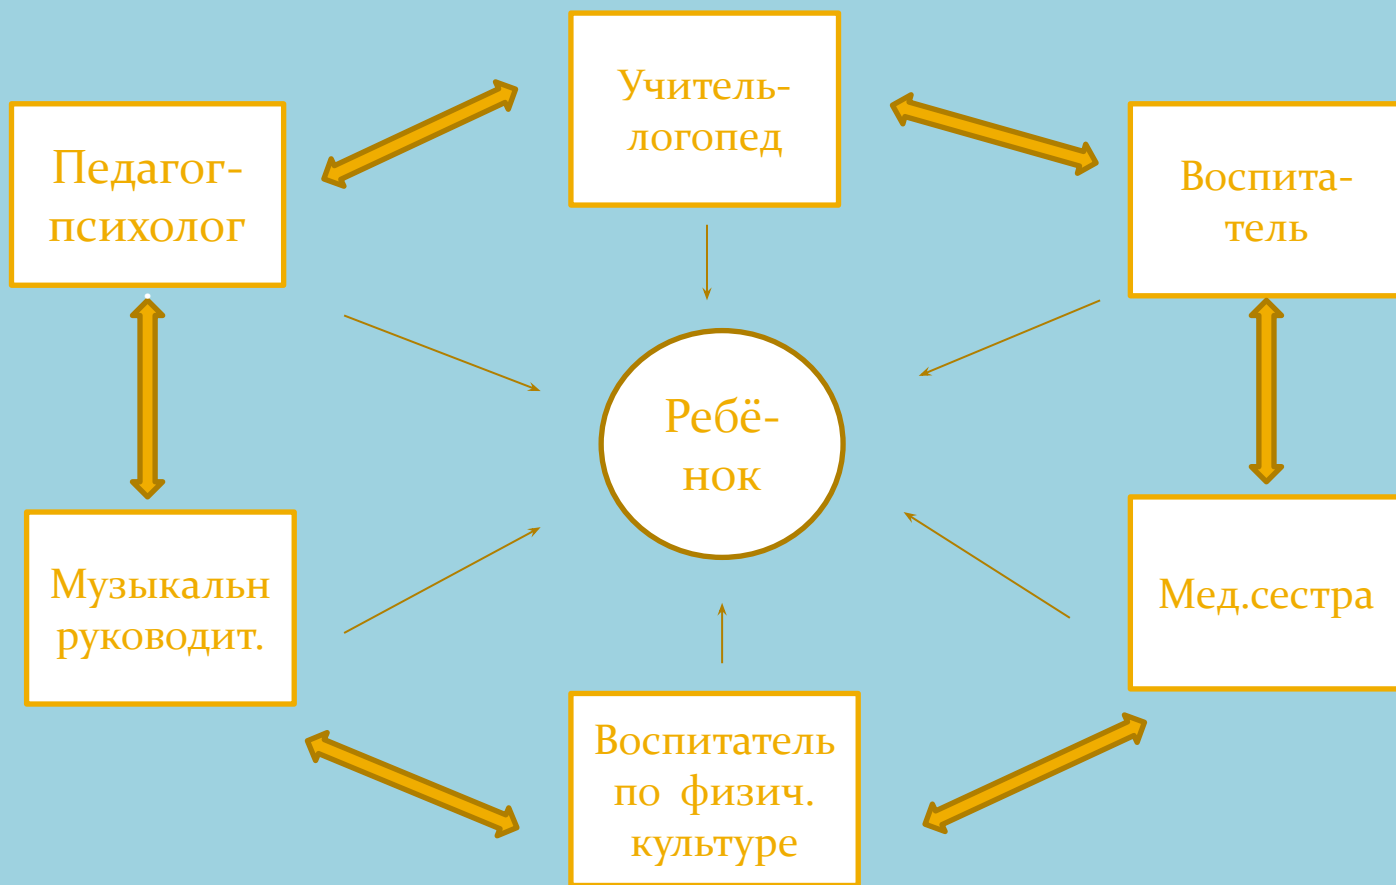 Учитель-
логопед
Педагог-
психолог
Воспита-
тель
Ребё-
нок
Музыкальн
руководит.
Мед.сестра
Воспитатель
по физич.
культуре